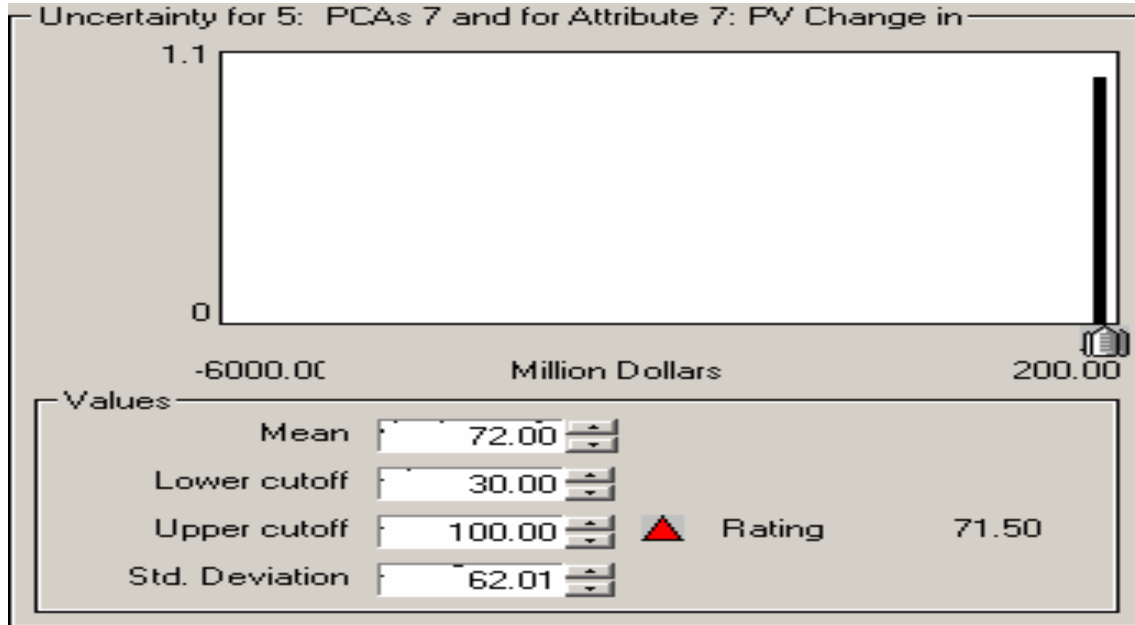 Uncertainty for 5: PCAs 7 and for Attribute 7: PV Change in
1.1
0
-6000.00 Million Dollars 200.00
Values
Mean 72.00
Lower cutoff 30.00
Upper cutoff 100.00 Rating 71.50
Std. Deviation 62.01